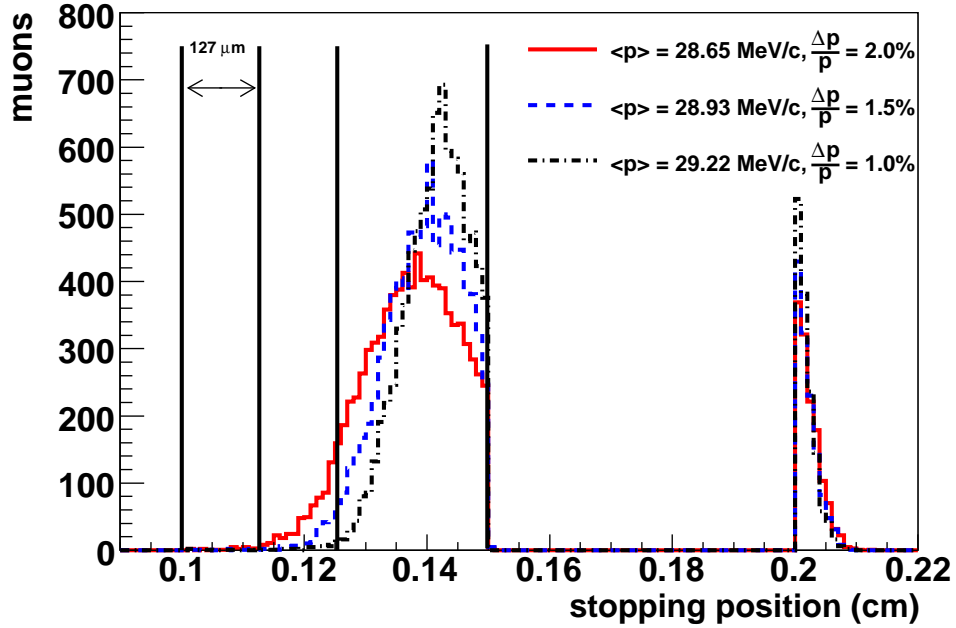 muons
800
700
600
500
400
300
200
100
0
127 μm
<p> = 28.65 MeV/c, Δp/p = 2.0%
<p> = 28.93 MeV/c, Δp/p = 1.5%
<p> = 29.22 MeV/c, Δp/p = 1.0%
0.1 0.12 0.14 0.16 0.18 0.2 0.22
stopping position (cm)